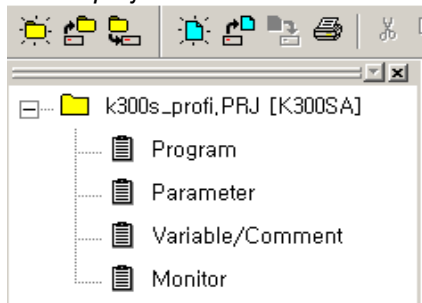 k300s_profi,PRJ [K300SA]
Program
Parameter
Variable/Comment
Monitor